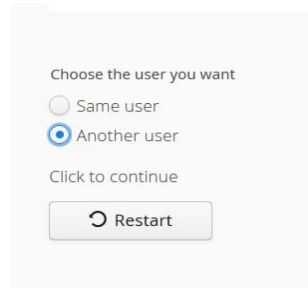 Choose the user you want
Same user
Another user
Click to continue
Restart